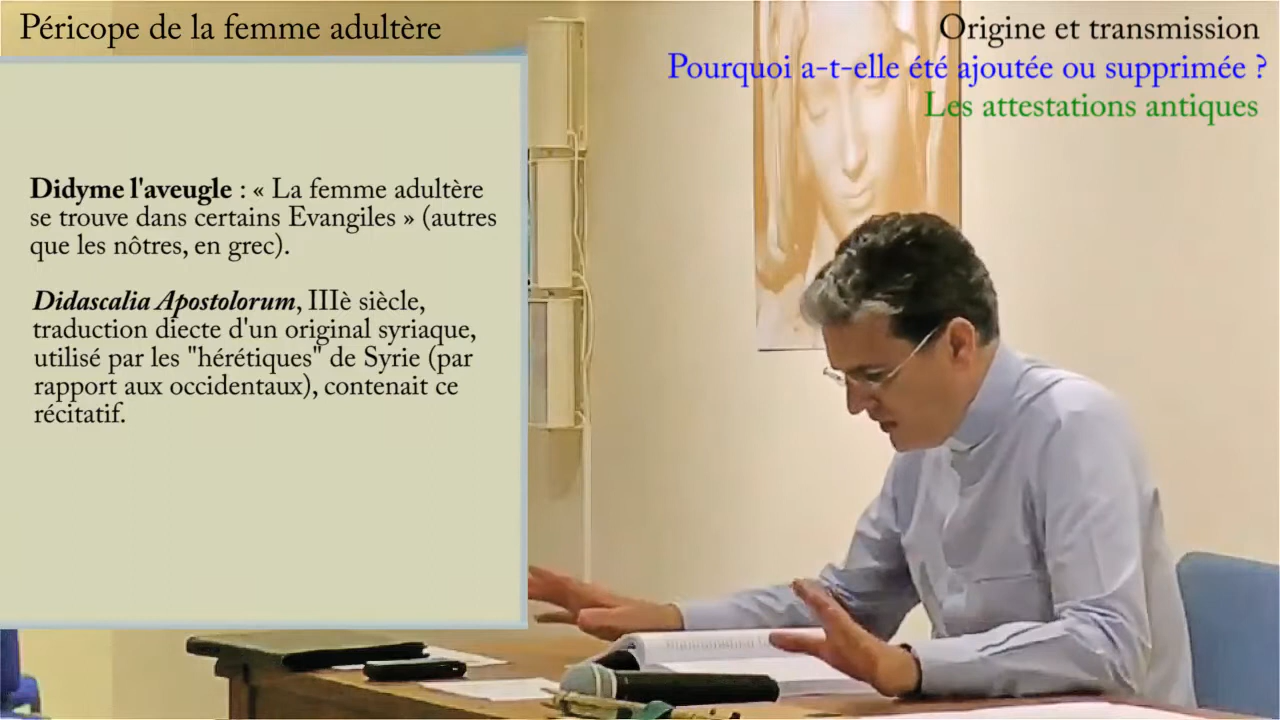 Péricope de la femme adultère
Origine et transmission
Pourquoi a-t-elle été ajoutée ou supprimée ?
Les attestations antiques
Didyme l'aveugle : « La femme adultère
se trouve dans certains Evangiles » (autres
que les nôtres, en grec).
Didascalia Apostolorum, IIIè siècle,
traduction diecte d'un original syriaque,
utilisé par les "hérétiques" de Syrie (par
rapport aux occidentaux), contenait ce
récitatif.